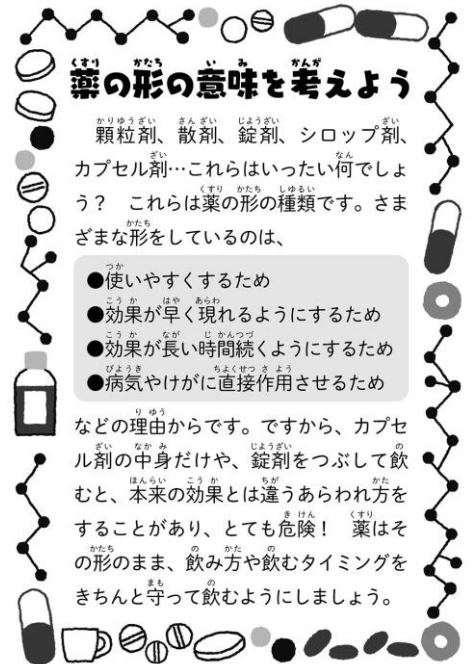 薬の形の意味を考えよう
顆粒剤、散剤、錠剤、シロップ剤、
カプセル剤…これらはいったい何でしょ
う？　これらは薬の形の種類です。さま
ざまな形をしているのは、
●使いやすくするため
●効果が早く現れるようにするため
●効果が長い時間続くようにするため
●病気やけがに直接作用させるため
などの理由からです。ですから、カプセ
ル剤の中身だけや、錠剤をつぶして飲
むと、本来の効果とは違うあらわれ方を
することがあり、とても危険！　薬はそ
の形のまま、飲み方や飲むタイミングを
きちんと守って飲むようにしましょう。